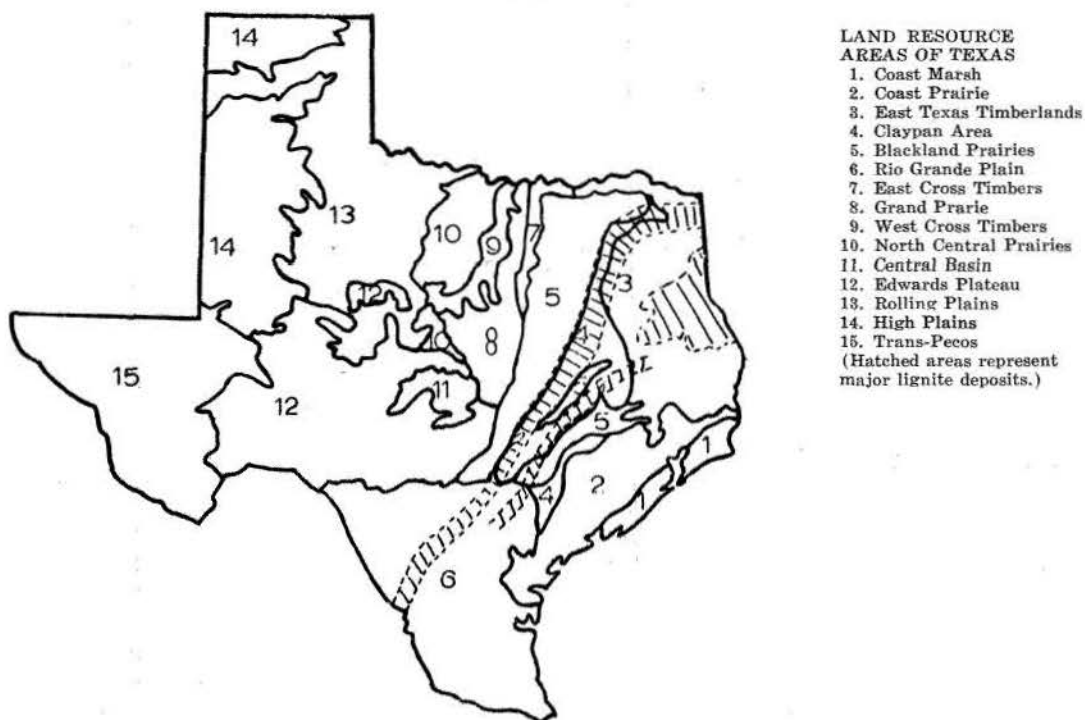 LAND RESOURCE
AREAS OF TEXAS
1. Coast Marsh
2. Coast Prairie
3. East Texas Timberlands
4. Claypan Area
5. Blackland Prairies
6. Rio Grande Plain
7. East Cross Timbers
8. Grand Prarie
9. West Cross Timbers
10. North Central Prairies
11. Central Basin
12. Edwards Plateau
13. Rolling Plains
14. High Plains
15. Trans-Pecos
(Hatched areas represent
major lignite deposits.)
14
13
14
10
9
7
5
3
12
10
8
15
12
11
5
1
4
2
1
6